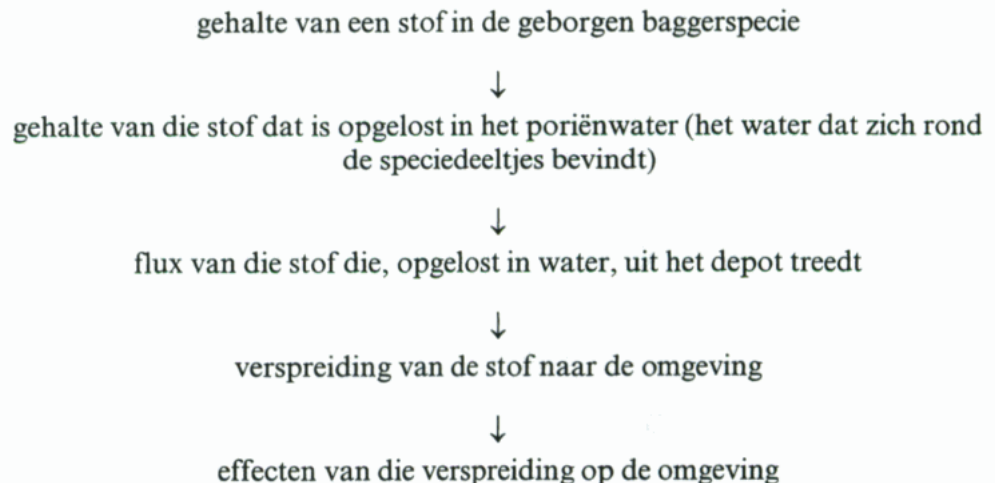 gehalte van een stof in de geborgen baggerspecie
↓
gehalte van die stof dat is opgelost in het poriënwater (het water dat zich rond
de speciedeeltjes bevindt)
↓
flux van die stof die, opgelost in water, uit het depot treedt
↓
verspreiding van de stof naar de omgeving
↓
effecten van die verspreiding op de omgeving